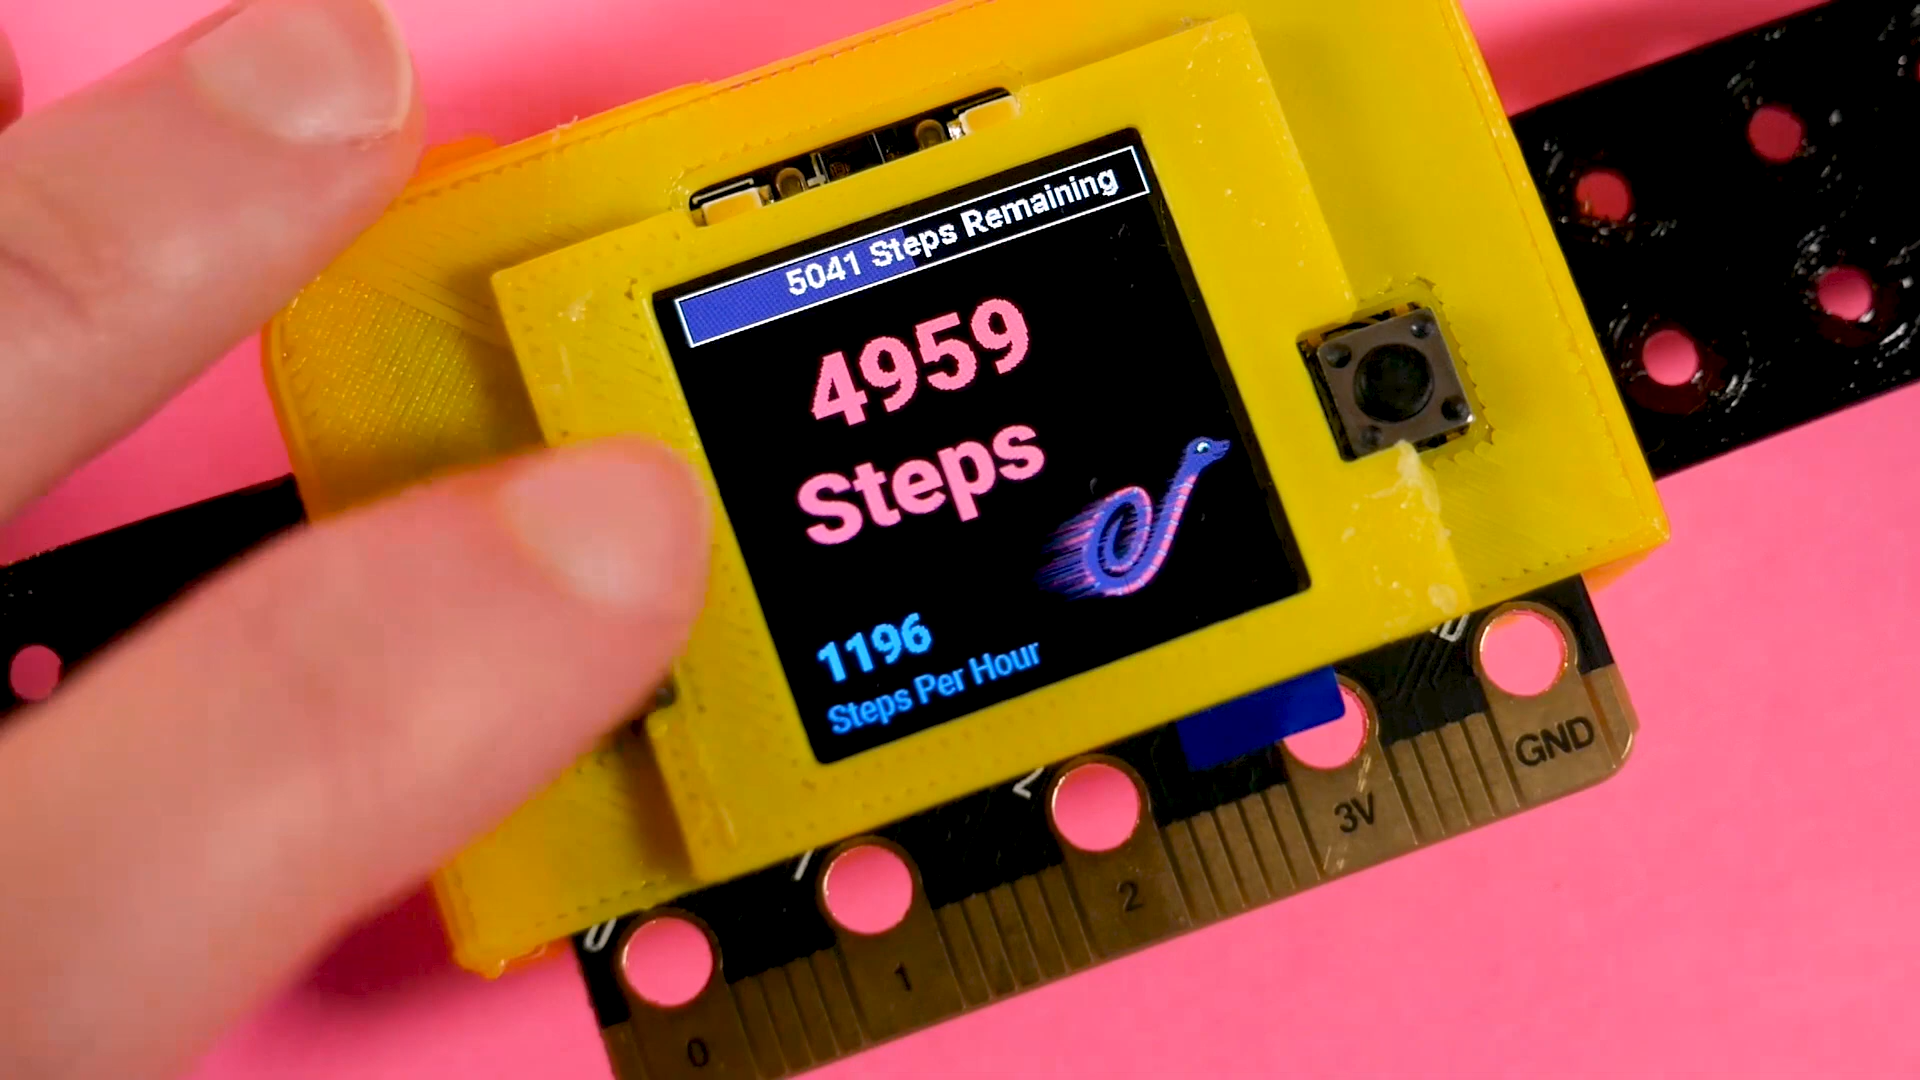 5041 Steps Remaining
4959
Steps
1196
Steps Per Hour
0
1
2
3V
GND